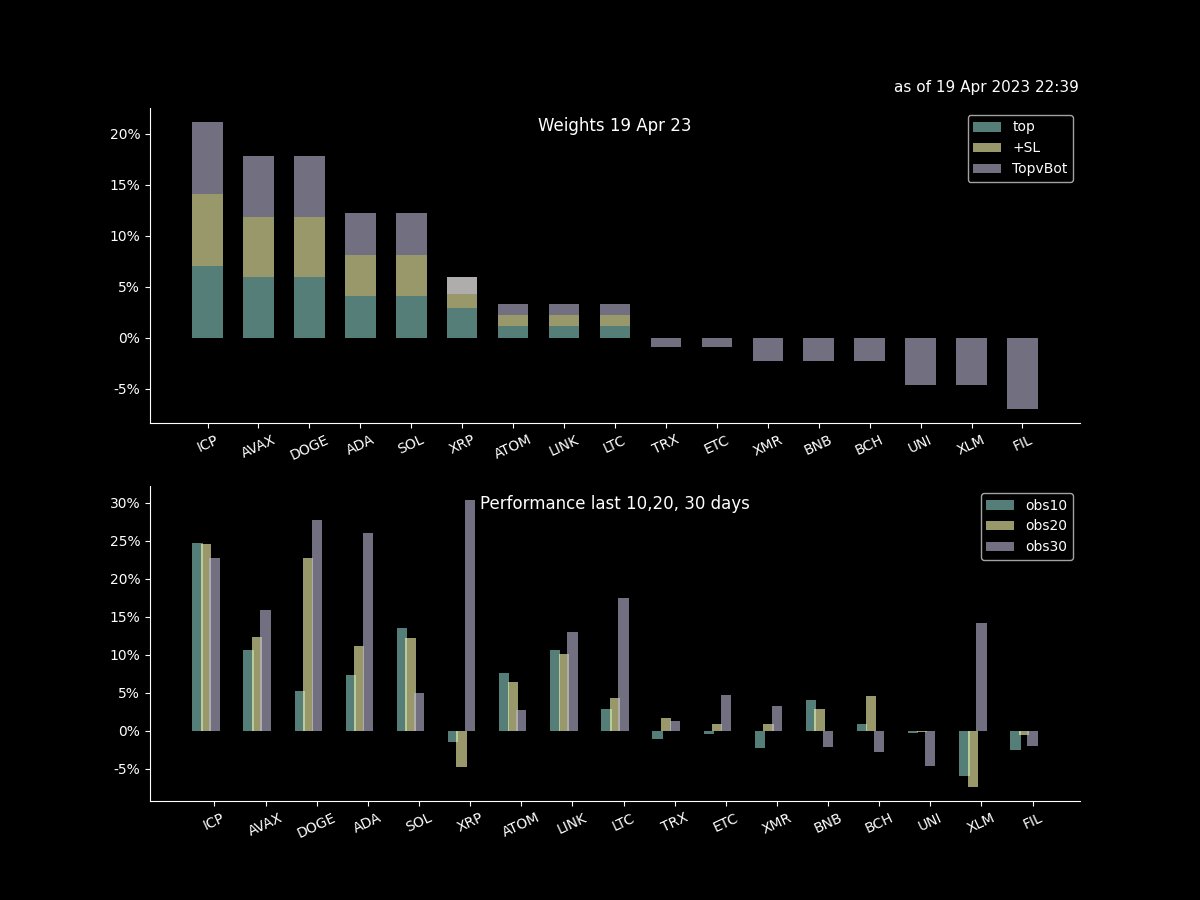 as of 19 Apr 2023 22:39
Weights 19 Apr 23
top
+SL
TopvBot
20%
15%
10%
5%
0%
-5%
ICP AVAX DOGE ADA SOL XRP ATOM LINK LTC TRX ETC XMR BNB BCH UNI XLM FIL
Performance last 10,20, 30 days
obs10
obs20
obs30
30%
25%
20%
15%
10%
5%
0%
-5%
ICP AVAX DOGE ADA SOL XRP ATOM LINK LTC TRX ETC XMR BNB BCH UNI XLM FIL